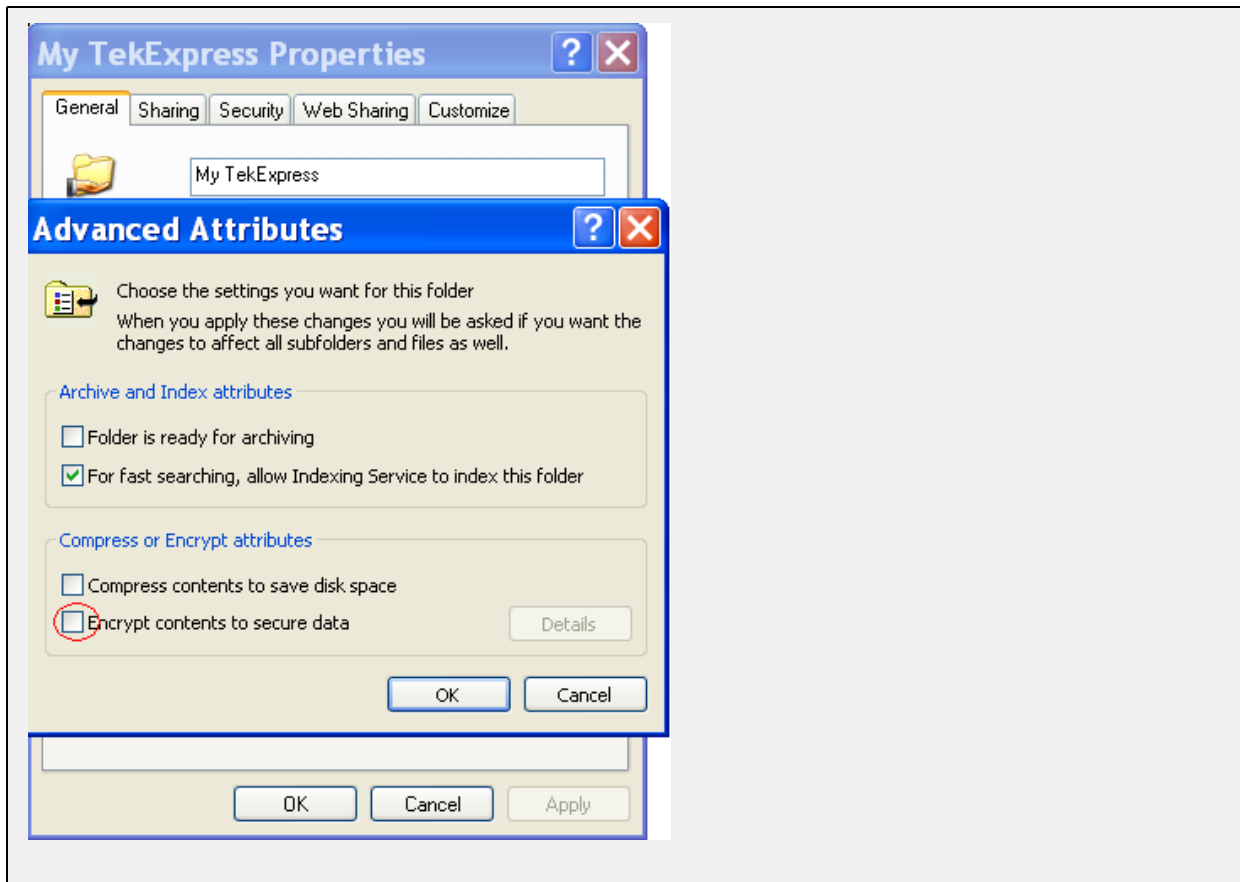 My TekExpress Properties
General Sharing Security Web Sharing Customize
My TekExpress
Advanced Attributes
Choose the settings you want for this folder
When you apply these changes you will be asked if you want the
changes to affect all subfolders and files as well.
Archive and Index attributes
Folder is ready for archiving
For fast searching, allow Indexing Service to index this folder
Compress or Encrypt attributes
Compress contents to save disk space
Encrypt contents to secure data Details
OK Cancel
OK Cancel Apply